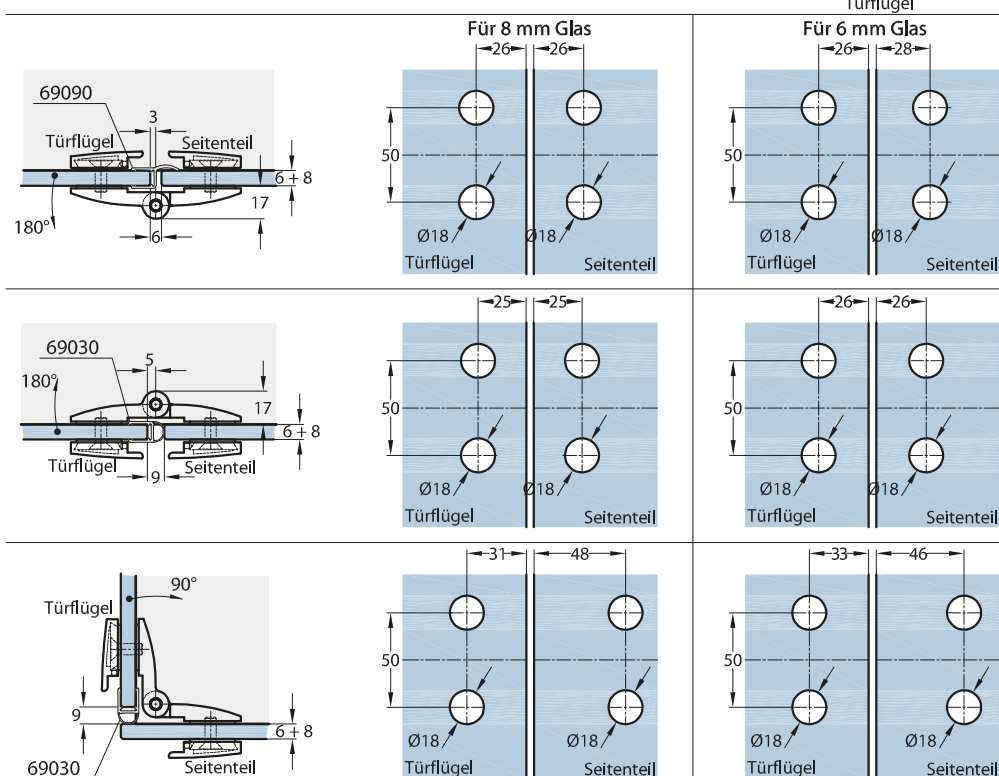 Türflügel
Für 8 mm Glas
Für 6 mm Glas
69090
3
Türflügel
Seitenteil
6 + 8
17
180°
6
26 26
50
Ø18 Ø18
Türflügel Seitenteil
26 28
50
Ø18 Ø18
Türflügel Seitenteil
69030
5
180°
17
6 + 8
Türflügel
Seitenteil
9
25 25
50
Ø18 Ø18
Türflügel Seitenteil
26 26
50
Ø18 Ø18
Türflügel Seitenteil
90°
Türflügel
9
6 + 8
69030
Seitenteil
31 48
50
Ø18 Ø18
Türflügel Seitenteil
33 46
50
Ø18 Ø18
Türflügel Seitenteil